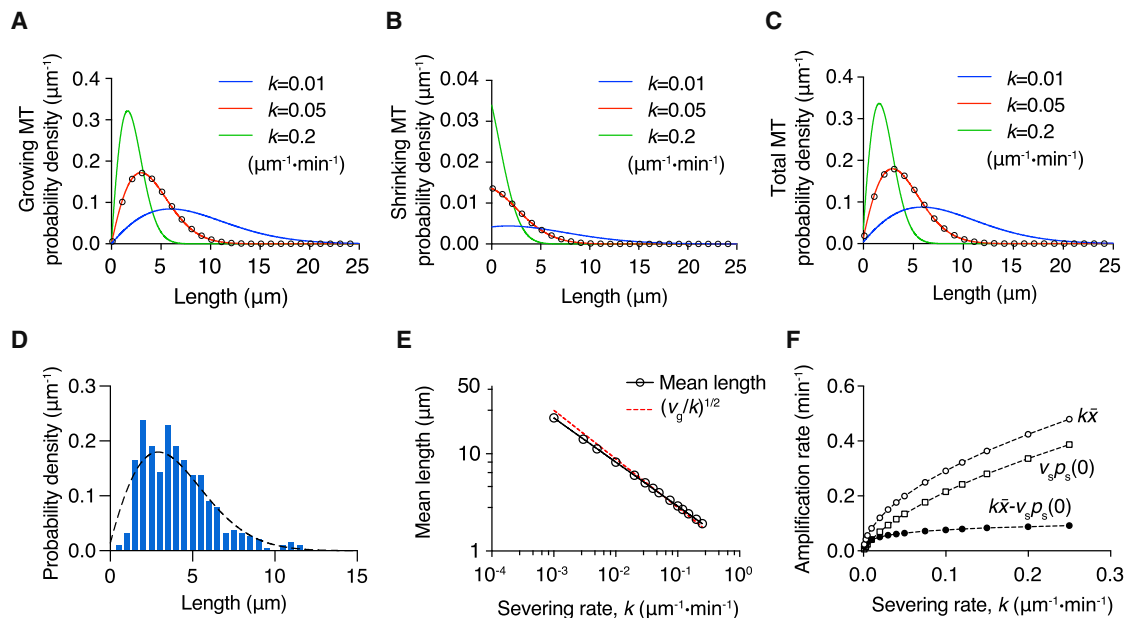 A
Growing MT
probability density (µm⁻¹)
0.4
0.3
0.2
0.1
0.0
0
5
10
15
20
25
Length (µm)
k=0.01
k=0.05
k=0.2
(µm⁻¹·min⁻¹)
B
Shrinking MT
probability density (µm⁻¹)
0.04
0.03
0.02
0.01
0.00
0
5
10
15
20
25
Length (µm)
k=0.01
k=0.05
k=0.2
(µm⁻¹·min⁻¹)
C
Total MT
probability density (µm⁻¹)
0.4
0.3
0.2
0.1
0.0
0
5
10
15
20
25
Length (µm)
k=0.01
k=0.05
k=0.2
(µm⁻¹·min⁻¹)
D
Probability density (µm⁻¹)
0.3
0.2
0.1
0.0
0
5
10
15
Length (µm)
E
Mean length (µm)
50
10
1
10⁻⁴
10⁻³
10⁻²
10⁻¹
10⁰
Severing rate, k (µm⁻¹·min⁻¹)
Mean length
(v_g/k)^1/2
F
Amplification rate (min⁻¹)
0.6
0.4
0.2
0.0
0.0
0.1
0.2
0.3
Severing rate, k (µm⁻¹·min⁻¹)
kx̄
vₛpₛ(0)
kx̄-vₛpₛ(0)